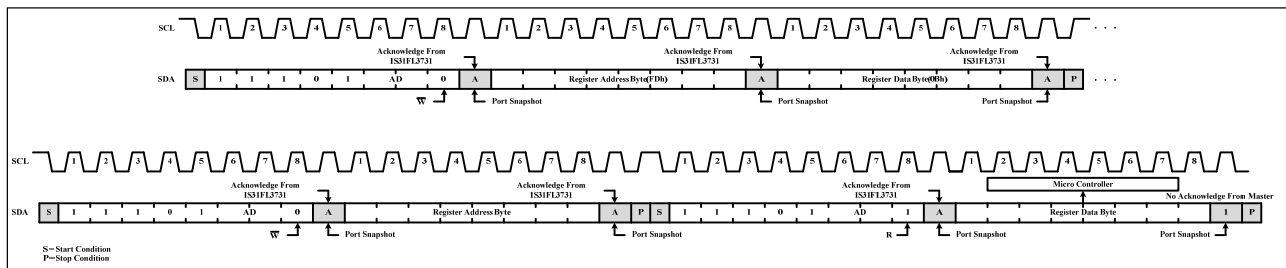 SCL 1 2 3 4 5 6 7 8 1 2 3 4 5 6 7 8 1 2 3 4 5 6 7 8 . . .
Acknowledge From IS31FL3731 Acknowledge From IS31FL3731 Acknowledge From IS31FL3731
SDA S 1 1 1 0 1 AD 0 A Register Address Byte(FDh) A Register Data Byte(0Bh) A P . . .
W Port Snapshot Port Snapshot Port Snapshot
SCL 1 2 3 4 5 6 7 8 1 2 3 4 5 6 7 8 1 2 3 4 5 6 7 8 1 2 3 4 5 6 7 8
Micro Controller
Acknowledge From IS31FL3731 Acknowledge From IS31FL3731 Acknowledge From IS31FL3731 No Acknowledge From Master
SDA S 1 1 1 0 1 AD 0 A Register Address Byte A P S 1 1 1 0 1 AD 1 A Register Data Byte 1 P
W Port Snapshot Port Snapshot R Port Snapshot Port Snapshot
S–Start Condition
P–Stop Condition